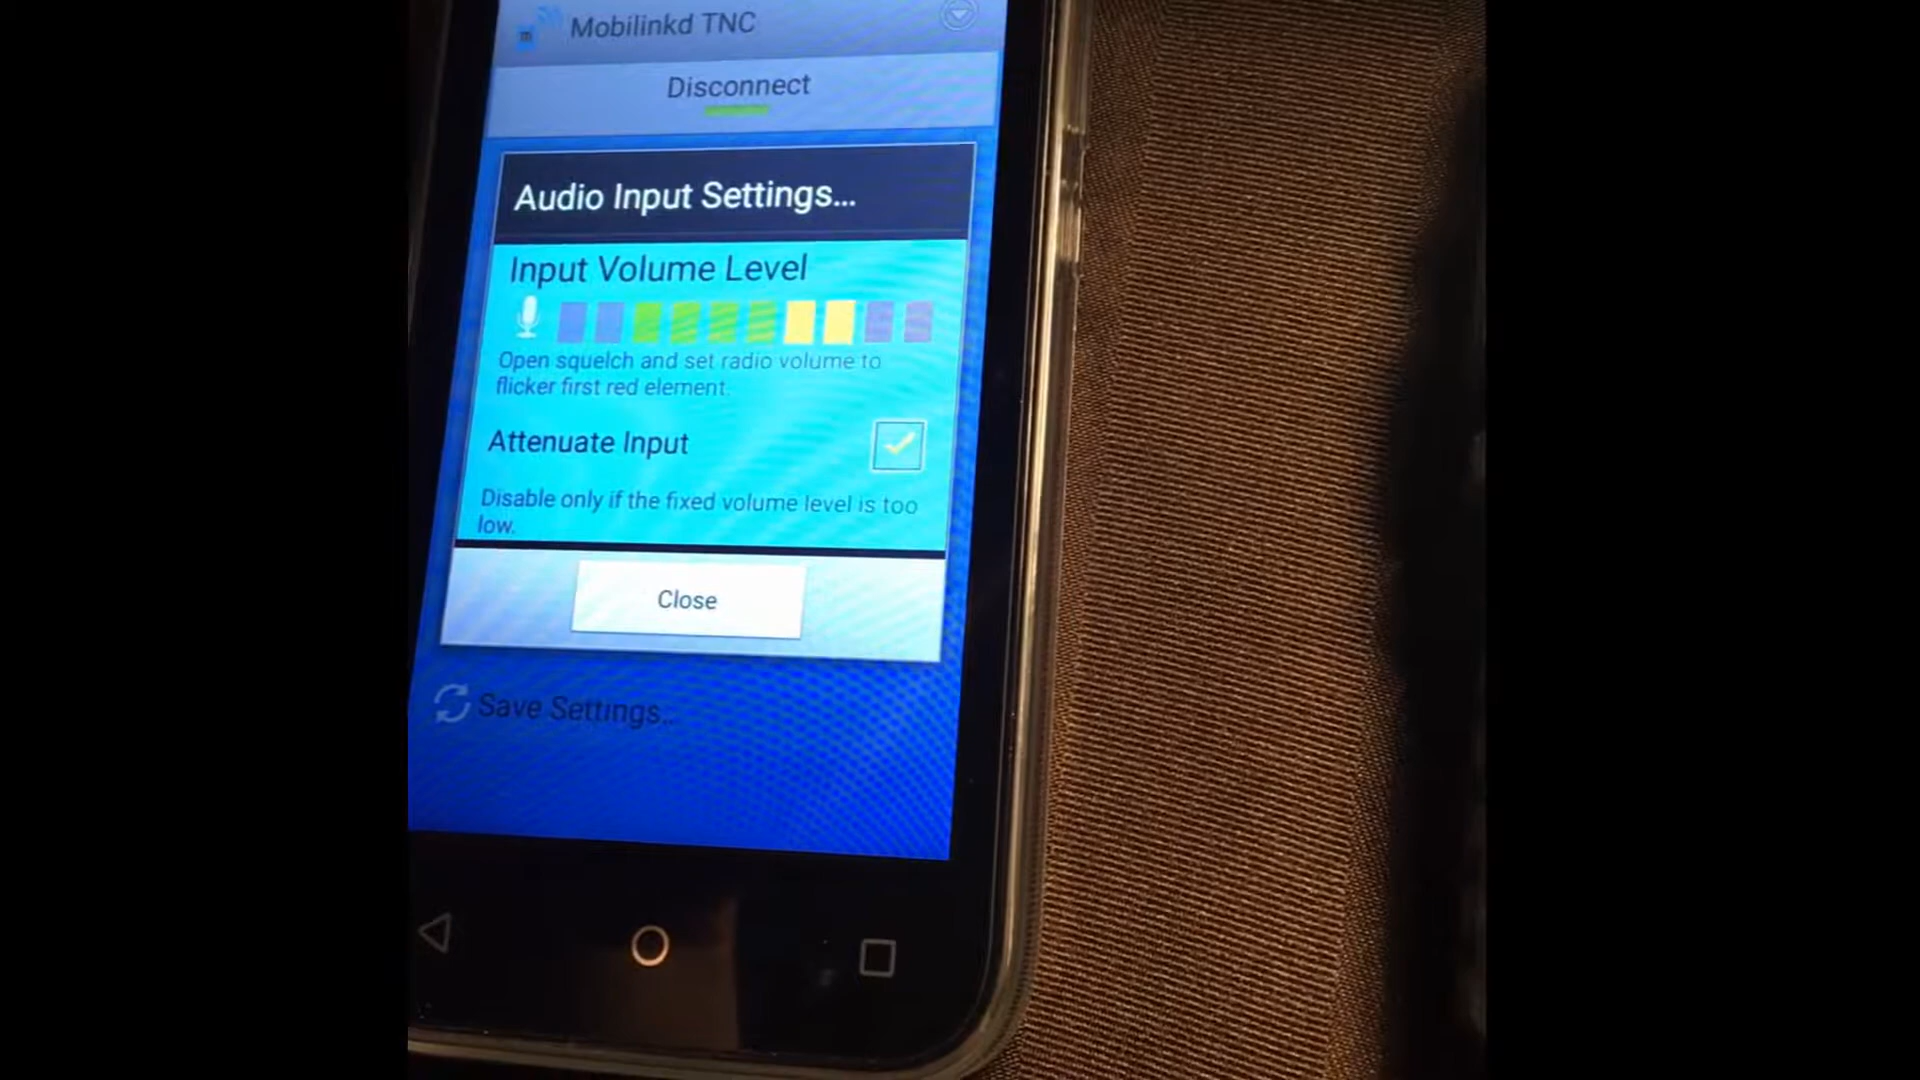 Mobilinkd TNC
Disconnect
Audio Input Settings...
Input Volume Level
Open squelch and set radio volume to
flicker first red element.
Attenuate Input
Disable only if the fixed volume level is too
low.
Close
Save Settings...